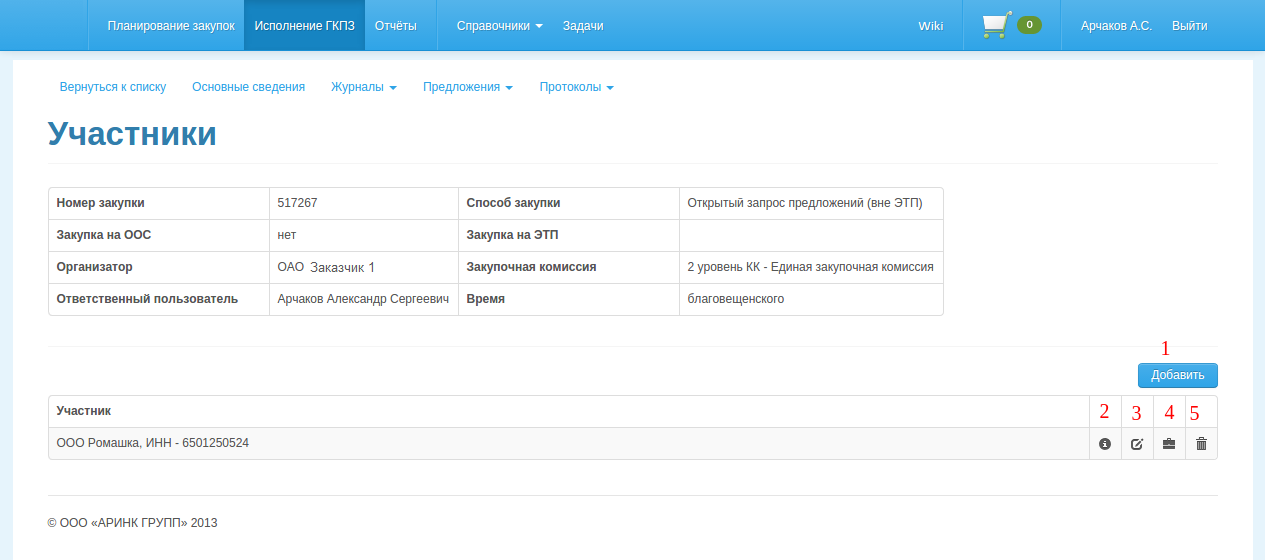 Планирование закупок Исполнение ГКПЗ Отчёты Справочники Задачи Wiki 0 Арчаков А.С. Выйти
Вернуться к списку Основные сведения Журналы Предложения Протоколы
Участники
Номер закупки 517267 Способ закупки Открытый запрос предложений (вне ЭТП)
Закупка на ООС нет Закупка на ЭТП
Организатор ОАО Заказчик 1 Закупочная комиссия 2 уровень КК - Единая закупочная комиссия
Ответственный пользователь Арчаков Александр Сергеевич Время благовещенского
1
Добавить
Участник 2 3 4 5
ООО Ромашка, ИНН - 6501250524
© ООО «АРИНК ГРУПП» 2013